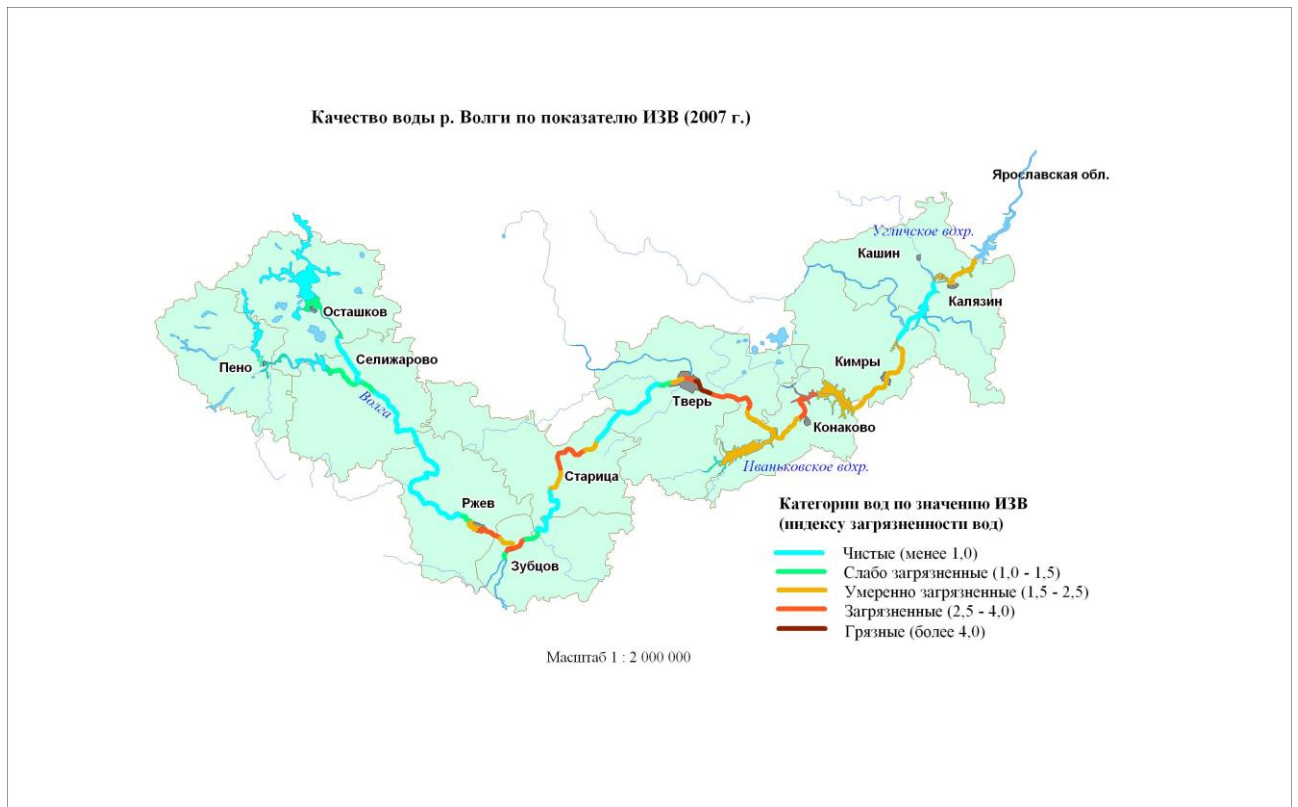 Качество воды р. Волги по показателю ИЗВ (2007 г.)
Ярославская обл.
Угличское вдхр.
Кашин
Калязин
Осташков
Селижарово
Пено
Кимры
Волга
Тверь
Конаково
Иваньковское вдхр.
Старица
Ржев
Зубцов
Категории вод по значению ИЗВ
(индексу загрязненности вод)
Чистые (менее 1,0)
Слабо загрязненные (1,0 - 1,5)
Умеренно загрязненные (1,5 - 2,5)
Загрязненные (2,5 - 4,0)
Грязные (более 4,0)
Масштаб 1 : 2 000 000